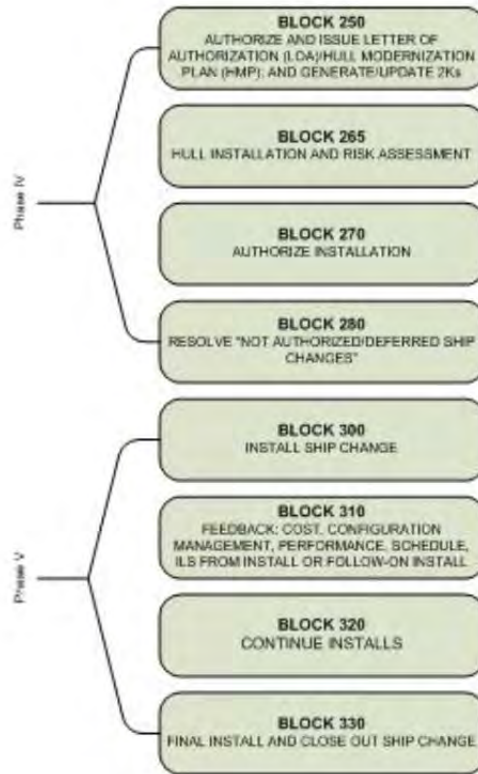 BLOCK 250
AUTHORIZE AND ISSUE LETTER OF
AUTHORIZATION (LOA)/HULL MODERNIZATION
PLAN (HMP); AND GENERATE/UPDATE 2Ks
BLOCK 265
HULL INSTALLATION AND RISK ASSESSMENT
Phase IV
BLOCK 270
AUTHORIZE INSTALLATION
BLOCK 280
RESOLVE "NOT AUTHORIZED/DEFERRED SHIP
CHANGES"
BLOCK 300
INSTALL SHIP CHANGE
BLOCK 310
FEEDBACK: COST, CONFIGURATION
MANAGEMENT, PERFORMANCE, SCHEDULE,
ILS FROM INSTALL OR FOLLOW-ON INSTALL
Phase V
BLOCK 320
CONTINUE INSTALLS
BLOCK 330
FINAL INSTALL AND CLOSE OUT SHIP CHANGE